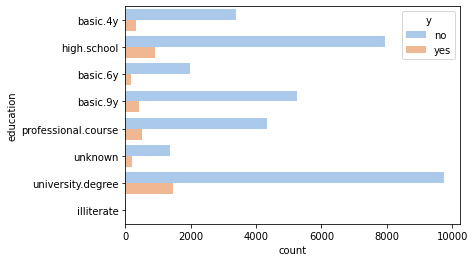 basic.4y
high.school
basic.6y
basic.9y
professional.course
unknown
university.degree
illiterate
education
0
2000
4000
6000
8000
10000
count
y
no
yes